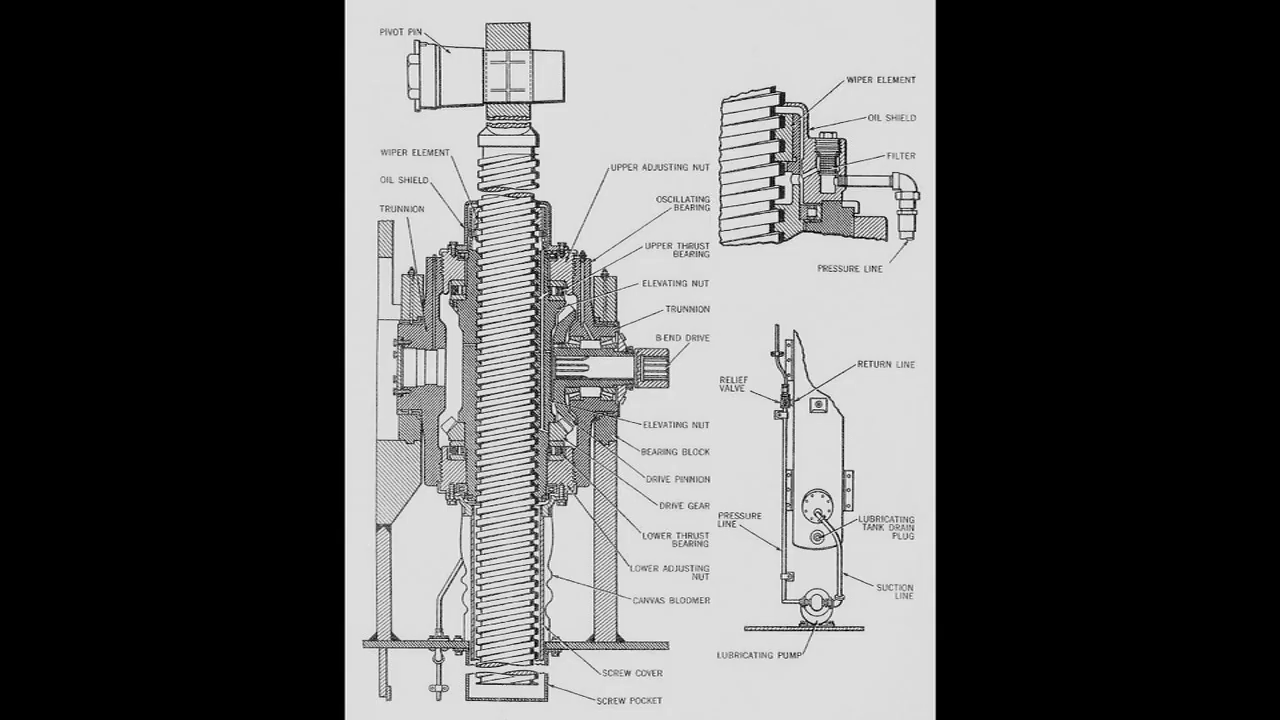 PIVOT PIN
WIPER ELEMENT
OIL SHIELD
TRUNNION
UPPER ADJUSTING NUT
OSCILLATING
BEARING
UPPER THRUST
BEARING
ELEVATING NUT
TRUNNION
B-END DRIVE
ELEVATING NUT
BEARING BLOCK
DRIVE PINNION
DRIVE GEAR
LOWER THRUST
BEARING
LOWER ADJUSTING
NUT
CANVAS BLOOMER
SCREW COVER
SCREW POCKET
WIPER ELEMENT
OIL SHIELD
FILTER
PRESSURE LINE
RETURN LINE
RELIEF
VALVE
PRESSURE
LINE
LUBRICATING
TANK DRAIN
PLUG
SUCTION
LINE
LUBRICATING PUMP